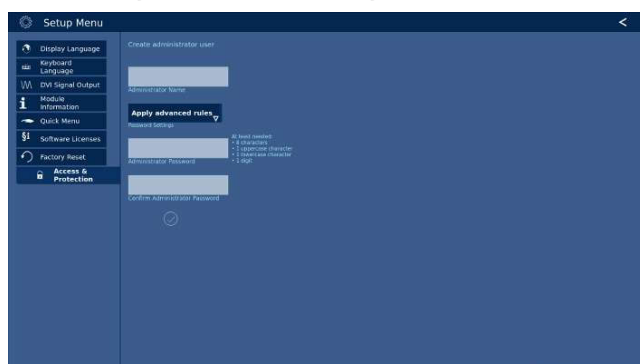 Setup Menu
<
Display Language
Keyboard
Language
DVI Signal Output
Module
Information
Quick Menu
§i Software Licenses
Factory Reset
Access &
Protection
Create administrator user
Administrator Name
Apply advanced rules
Password Settings
At least needed:
• 8 characters
• 1 uppercase character
• 1 lowercase character
• 1 digit
Administrator Password
Confirm Administrator Password